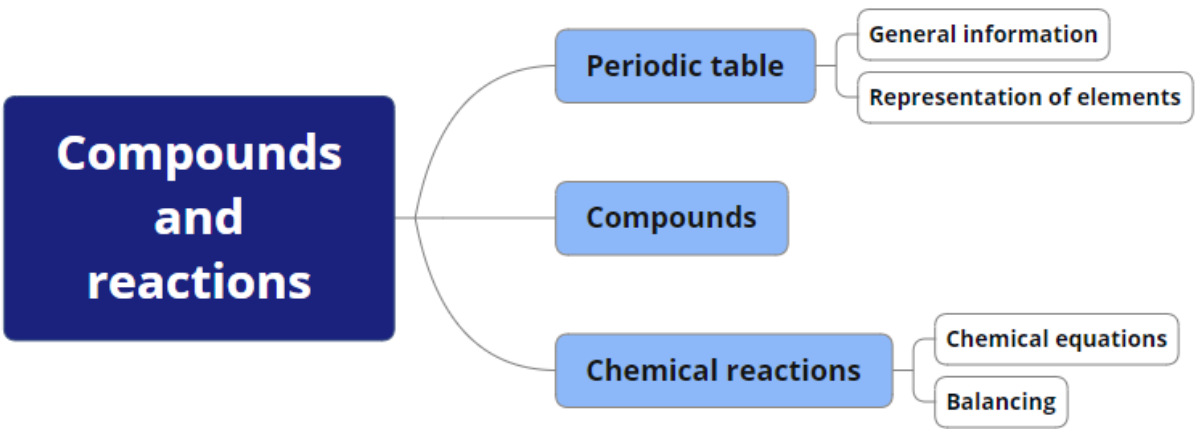 Compounds
and
reactions
Periodic table
General information
Representation of elements
Compounds
Chemical reactions
Chemical equations
Balancing